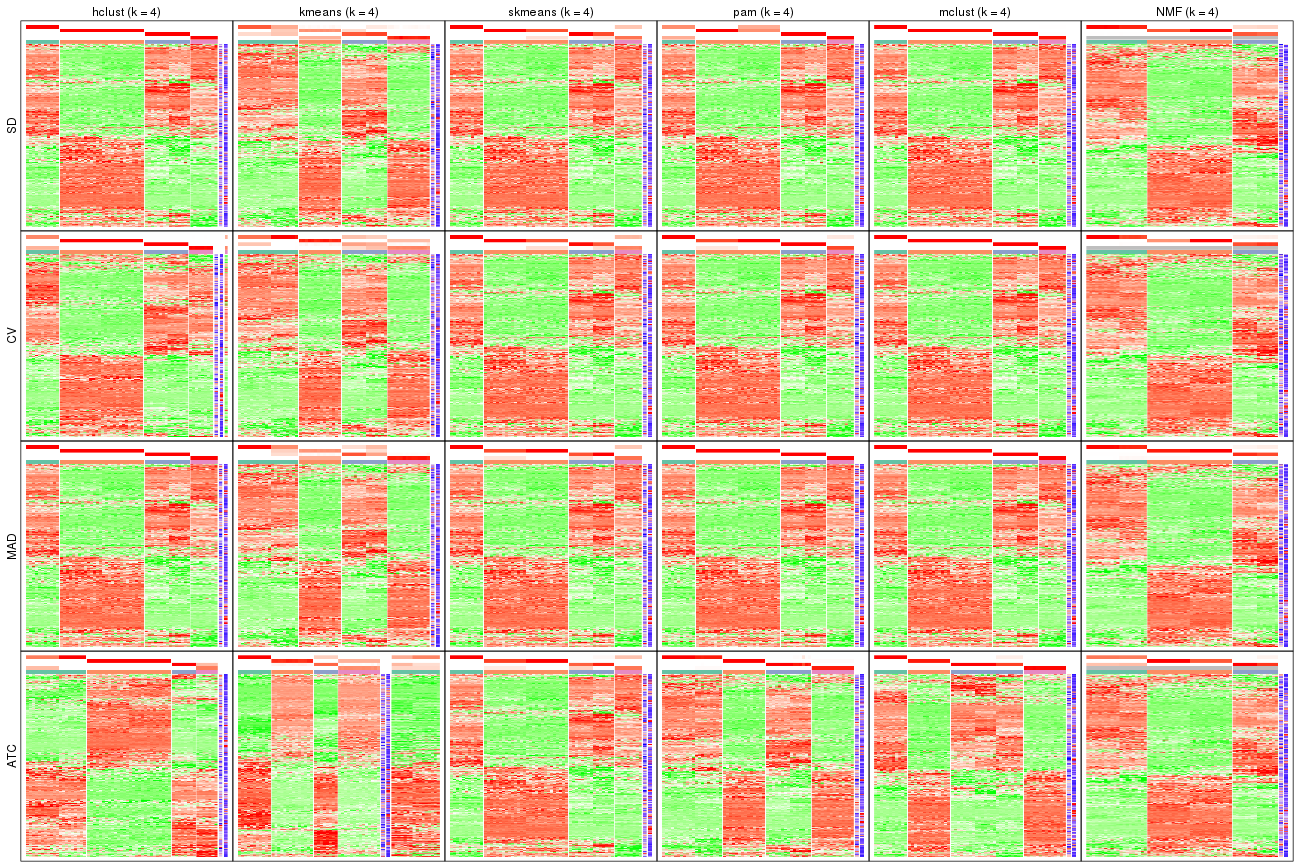 hclust (k = 4) kmeans (k = 4) skmeans (k = 4) pam (k = 4) mclust (k = 4) NMF (k = 4)
SD
CV
MAD
ATC